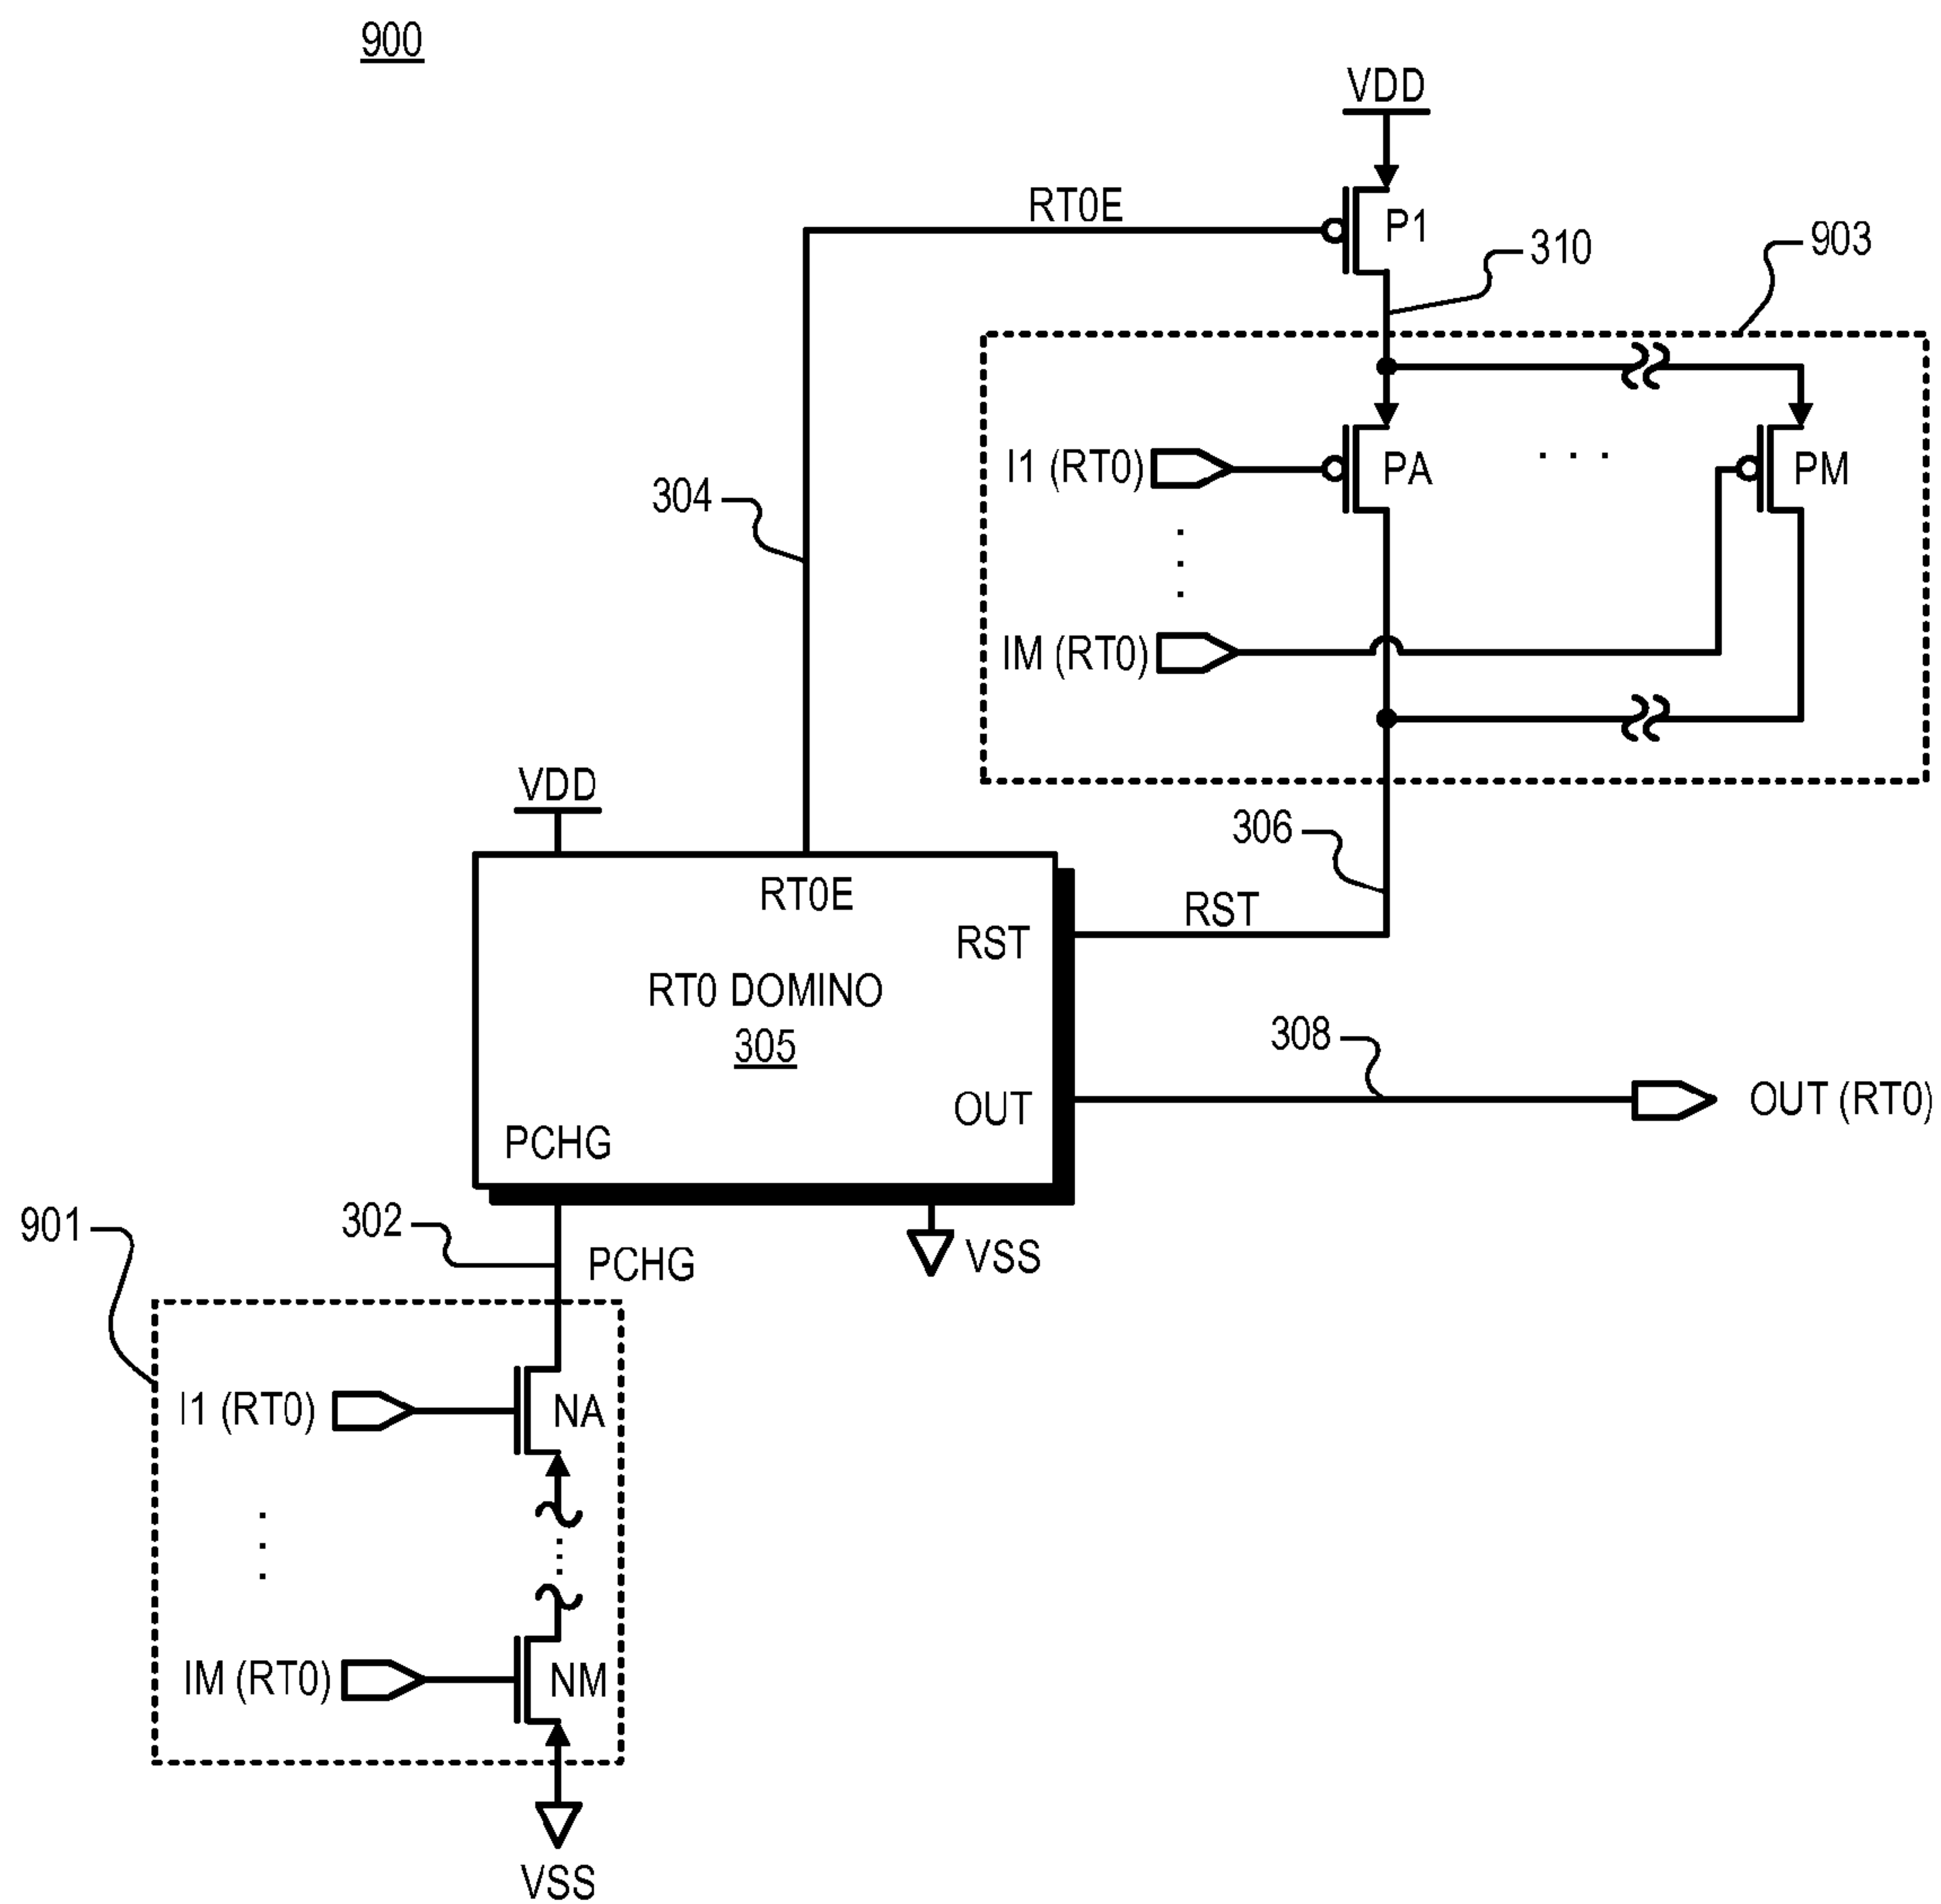 900
VDD
RT0E
P1
310
903
I1 (RT0)
PA
. . .
PM
304
IM (RT0)
VDD
306
RT0E
RST
RST
RT0 DOMINO
305
308
OUT
OUT (RT0)
PCHG
901
302
PCHG
VSS
I1 (RT0)
NA
IM (RT0)
NM
VSS